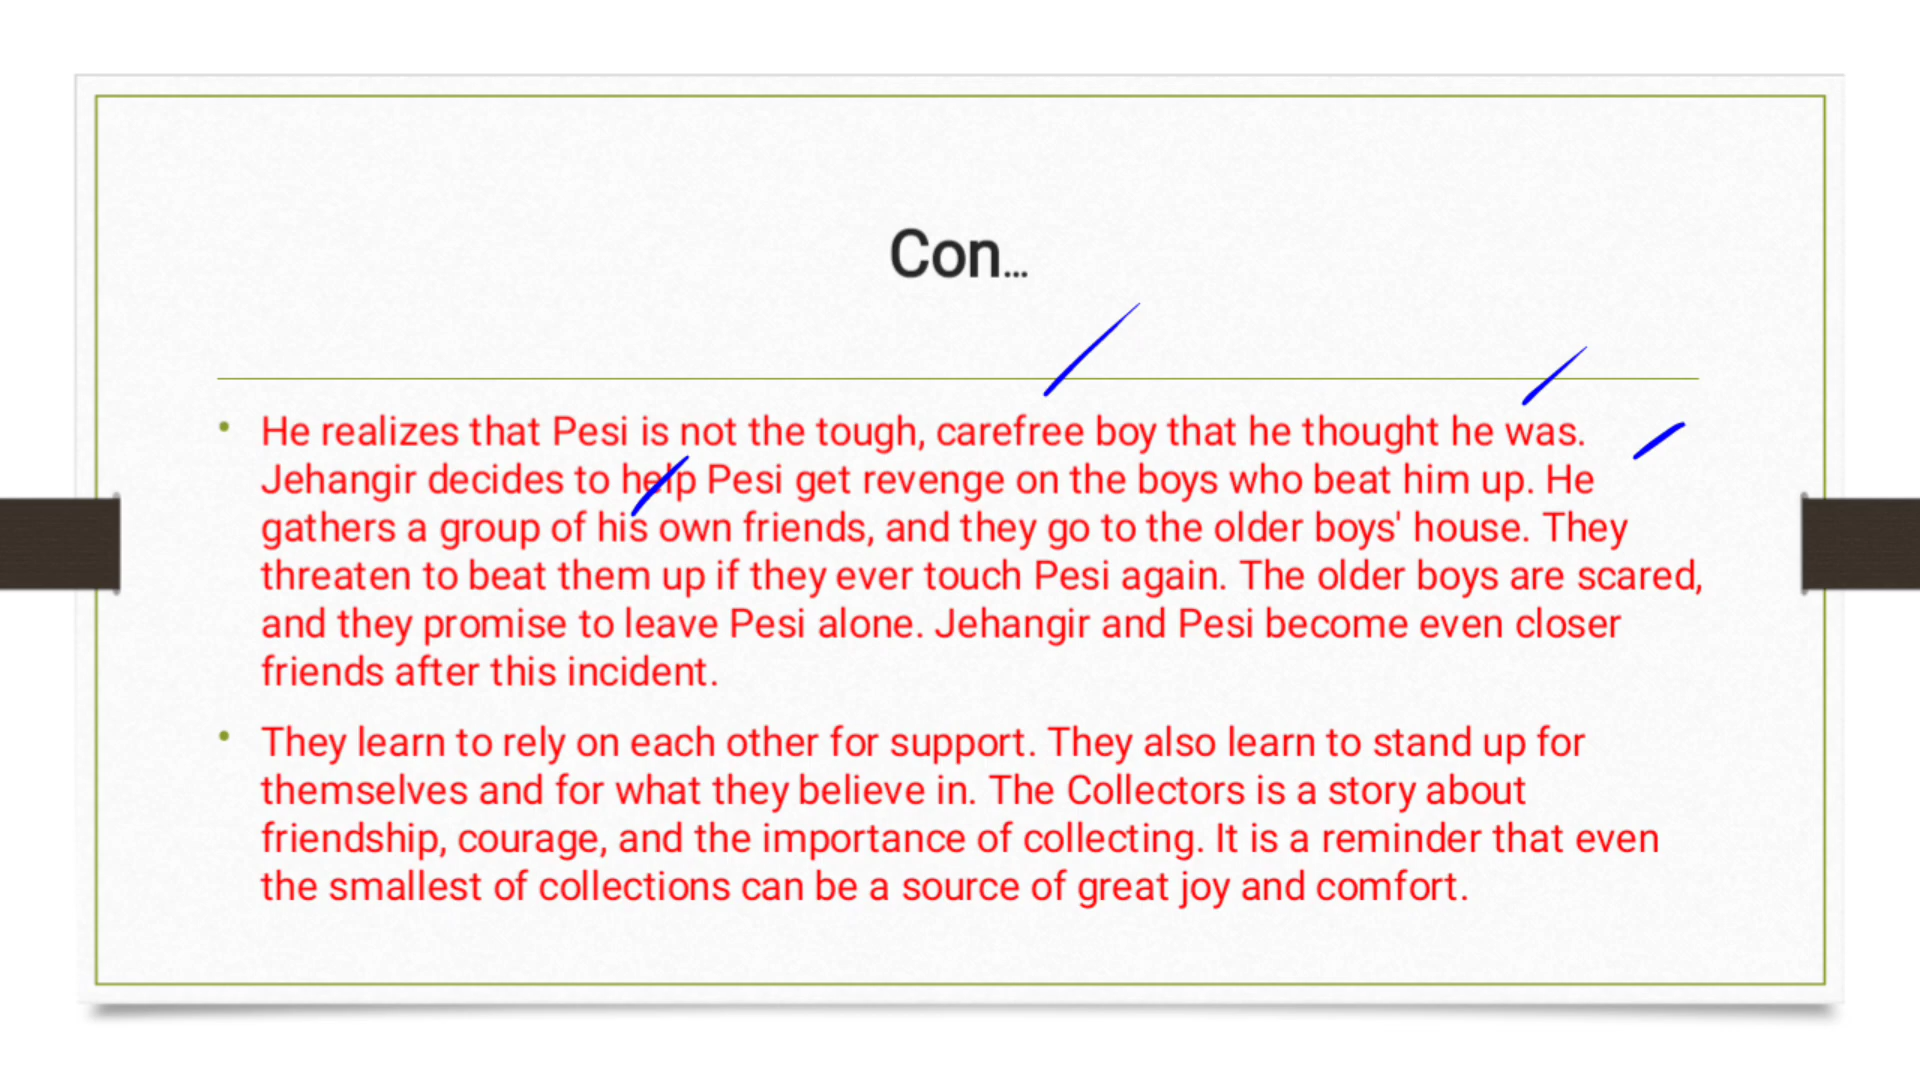 Con...
• He realizes that Pesi is not the tough, carefree boy that he thought he was.
Jehangir decides to help Pesi get revenge on the boys who beat him up. He
gathers a group of his own friends, and they go to the older boys' house. They
threaten to beat them up if they ever touch Pesi again. The older boys are scared,
and they promise to leave Pesi alone. Jehangir and Pesi become even closer
friends after this incident.
• They learn to rely on each other for support. They also learn to stand up for
themselves and for what they believe in. The Collectors is a story about
friendship, courage, and the importance of collecting. It is a reminder that even
the smallest of collections can be a source of great joy and comfort.